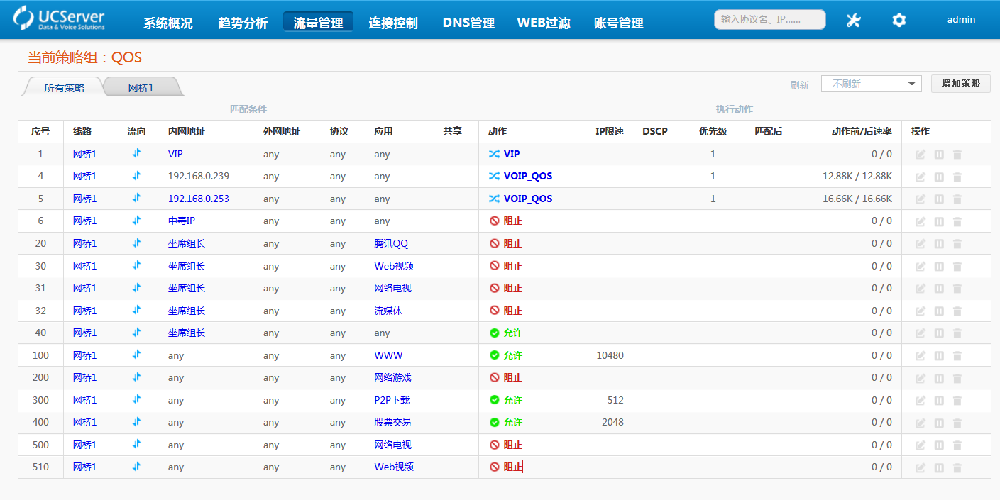 UCServer
Data & Voice Solutions
系统概况 趋势分析 流量管理 连接控制 DNS管理 WEB过滤 账号管理 输入协议名、IP...... admin
当前策略组：QOS
所有策略 网桥1 刷新 不刷新 增加策略
匹配条件 执行动作
序号 线路 流向 内网地址 外网地址 协议 应用 共享 动作 IP限速 DSCP 优先级 匹配后 动作前/后速率 操作
1 网桥1 VIP any any any VIP 1 0 / 0
4 网桥1 192.168.0.239 any any any VOIP_QOS 1 12.88K / 12.88K
5 网桥1 192.168.0.253 any any any VOIP_QOS 1 16.66K / 16.66K
6 网桥1 中毒IP any any any 阻止 0 / 0
20 网桥1 坐席组长 any any 腾讯QQ 阻止 0 / 0
30 网桥1 坐席组长 any any Web视频 阻止 0 / 0
31 网桥1 坐席组长 any any 网络电视 阻止 0 / 0
32 网桥1 坐席组长 any any 流媒体 阻止 0 / 0
40 网桥1 坐席组长 any any any 允许 0 / 0
100 网桥1 any any any WWW 允许 10480 0 / 0
200 网桥1 any any any 网络游戏 阻止 0 / 0
300 网桥1 any any any P2P下载 允许 512 0 / 0
400 网桥1 any any any 股票交易 允许 2048 0 / 0
500 网桥1 any any any 网络电视 阻止 0 / 0
510 网桥1 any any any Web视频 阻止 0 / 0